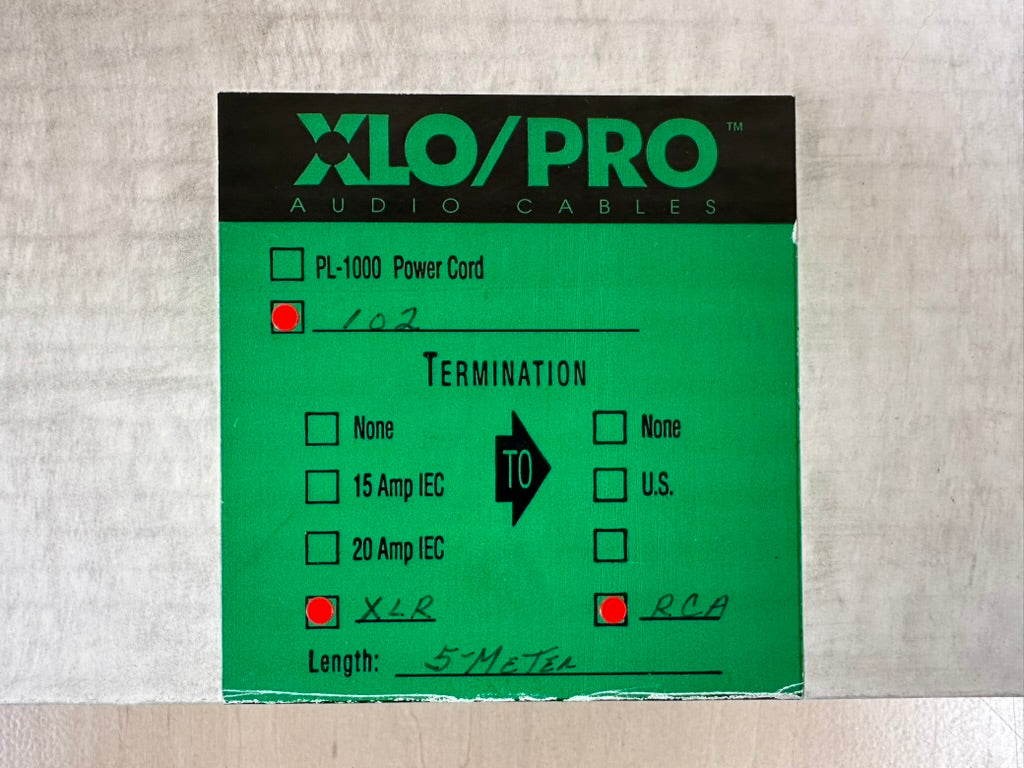 XLO/PRO™
AUDIO CABLES
PL-1000 Power Cord
102
TERMINATION
None
None
TO
15 Amp IEC
U.S.
20 Amp IEC
XLR
RCA
Length: 5-METER